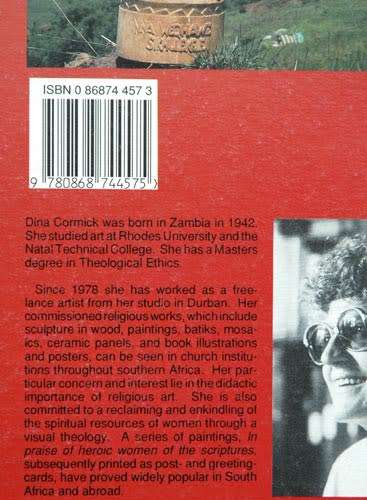 ISBN 0 86874 457 3
9 780868 744575
Dina Cormick was born in Zambia in 1942.
She studied art at Rhodes University and the
Natal Technical College. She has a Masters
degree in Theological Ethics.
Since 1978 she has worked as a free-
lance artist from her studio in Durban. Her
commissioned religious works, which include
sculpture in wood, paintings, batiks, mosa-
ics, ceramic panels, and book illustrations
and posters, can be seen in church institu-
tions throughout southern Africa. Her par-
ticular concern and interest lie in the didactic
importance of religious art. She is also
committed to a reclaiming and enkindling of
the spiritual resources of women through a
visual theology. A series of paintings, In
praise of heroic women of the scriptures,
subsequently printed as post- and greeting-
cards, have proved widely popular in South
Africa and abroad.